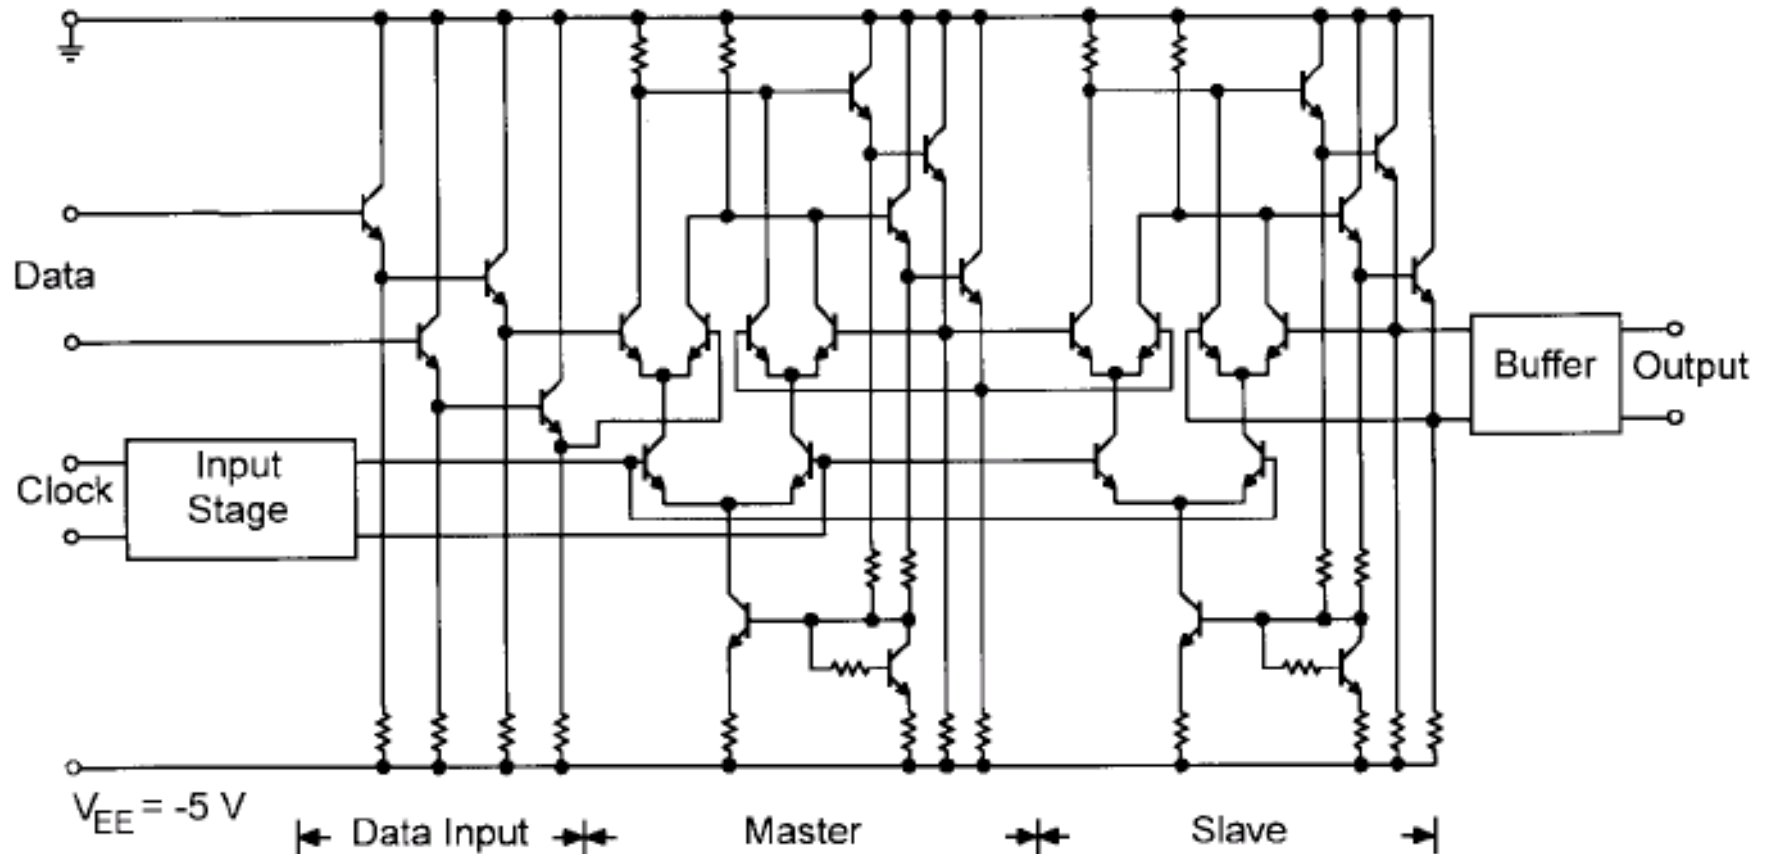 Data
Input
Stage
Clock
Buffer
Output
VEE = -5 V
Data Input
Master
Slave